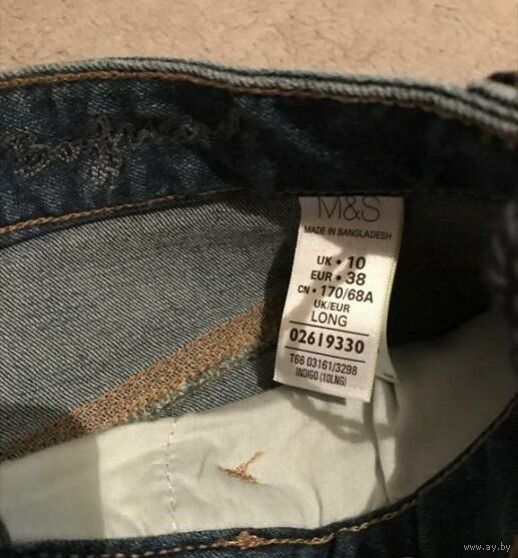 Boyfriend
M&S
MADE IN BANGLADESH
UK • 10
EUR • 38
CN • 170/68A
UK/EUR
LONG
02619330
T66 03161/3298
INDIGO (10LNG)
www.ay.by